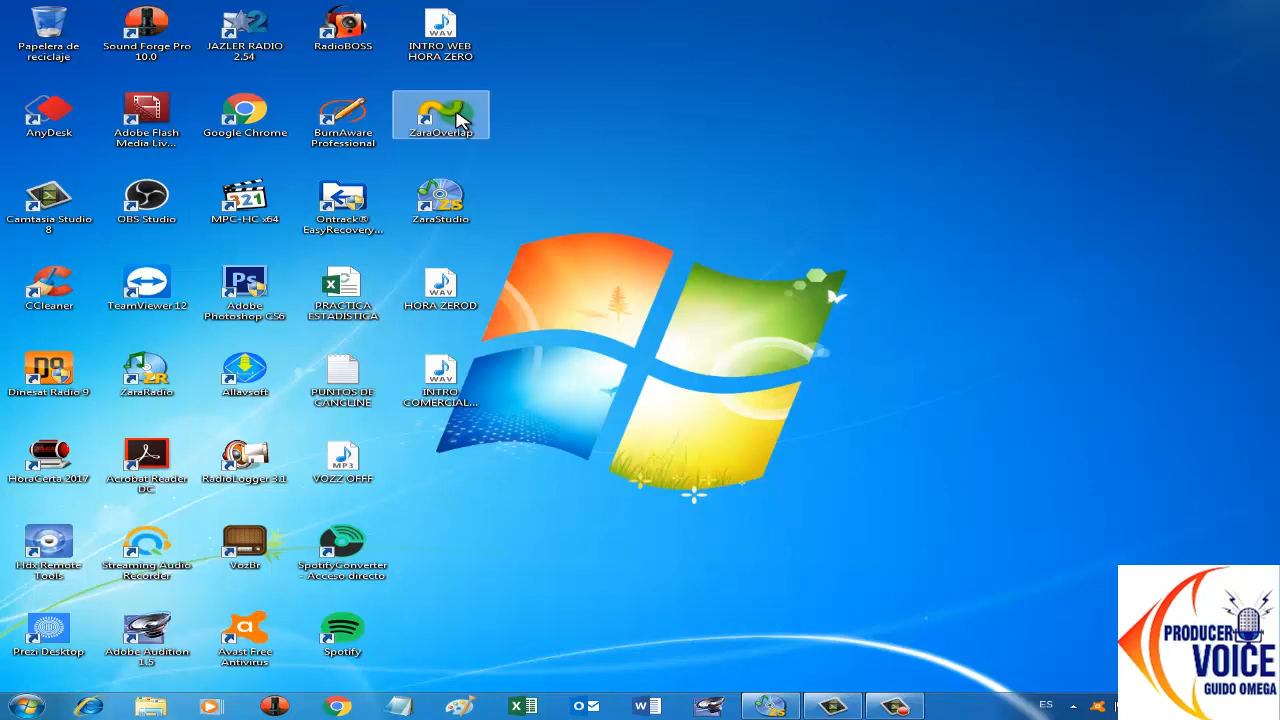 Papelera de reciclaje
Sound Forge Pro 10.0
JAZLER RADIO 2.54
RadioBOSS
INTRO WEB HORA ZERO
AnyDesk
Adobe Flash Media Liv...
Google Chrome
BurnAware Professional
ZaraOverlap
Camtasia Studio 8
OBS Studio
MPC-HC x64
Ontrack® EasyRecovery...
ZaraStudio
CCleaner
TeamViewer 12
Adobe Photoshop CS6
PRACTICA ESTADISTICA
HORA ZEROD
Dinesat Radio 9
ZaraRadio
Allavsoft
PUNTOS DE CANCLINE
INTRO COMERCIAL...
HoraCerta 2017
Acrobat Reader DC
RadioLogger 3.1
VOZZ OFFF
Hdx Remote Tools
Streaming Audio Recorder
VozBr
SpotifyConverter - Acceso directo
Prezi Desktop
Adobe Audition 1.5
Avast Free Antivirus
Spotify
ES
PRODUCER
VOICE
GUIDO OMEGA